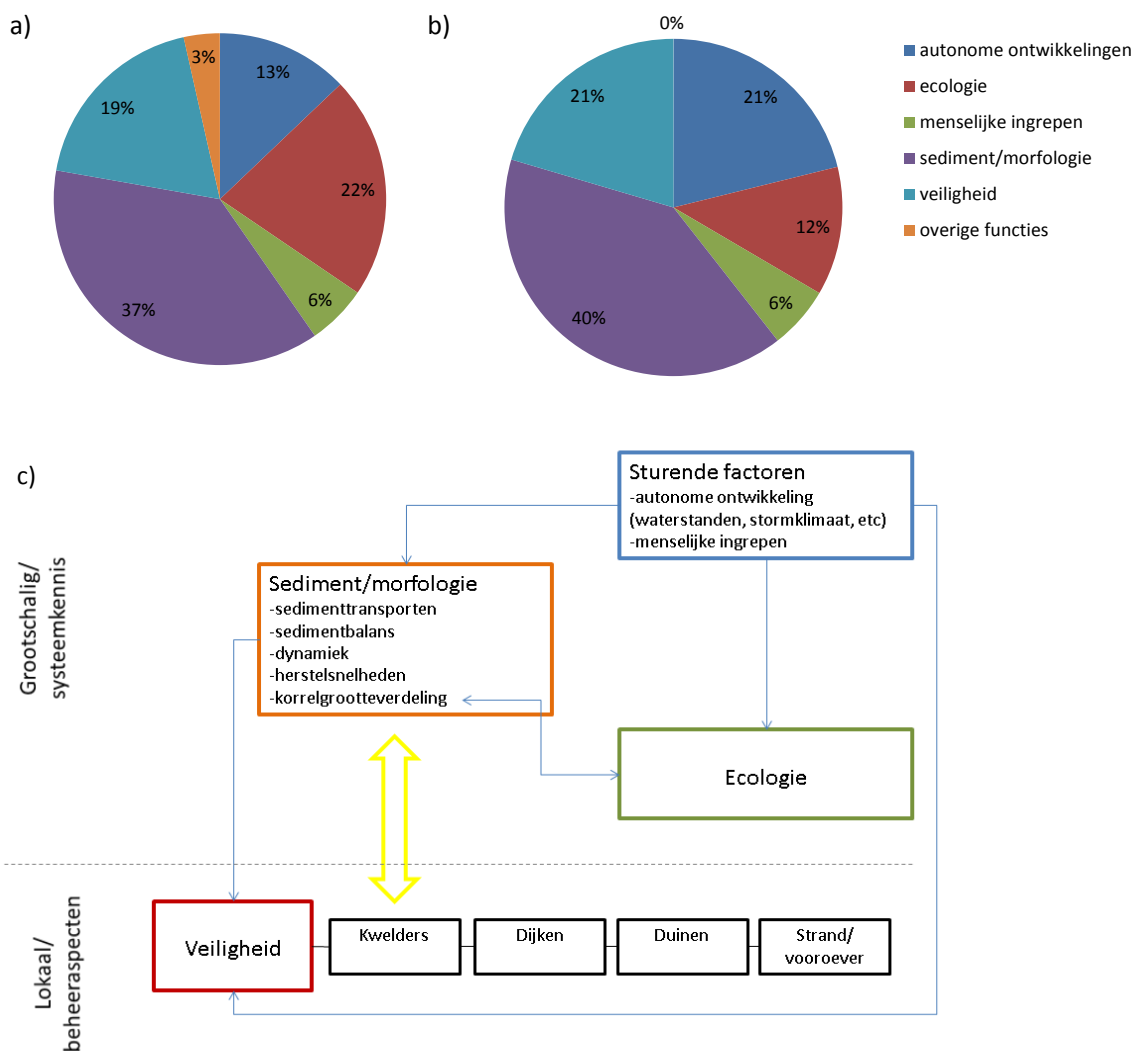 a)
3%
13%
19%
22%
37%
6%
b)
0%
21%
21%
12%
40%
6%
autonome ontwikkelingen
ecologie
menselijke ingrepen
sediment/morfologie
veiligheid
overige functies
c)
Grootschalig/
systeemkennis
Sturende factoren
-autonome ontwikkeling
(waterstanden, stormklimaat, etc)
-menselijke ingrepen
Sediment/morfologie
-sedimenttransporten
-sedimentbalans
-dynamiek
-herstelsnelheden
-korrelgrootteverdeling
Ecologie
Lokaal/
beheeraspecten
Veiligheid
Kwelders
Dijken
Duinen
Strand/
vooroever